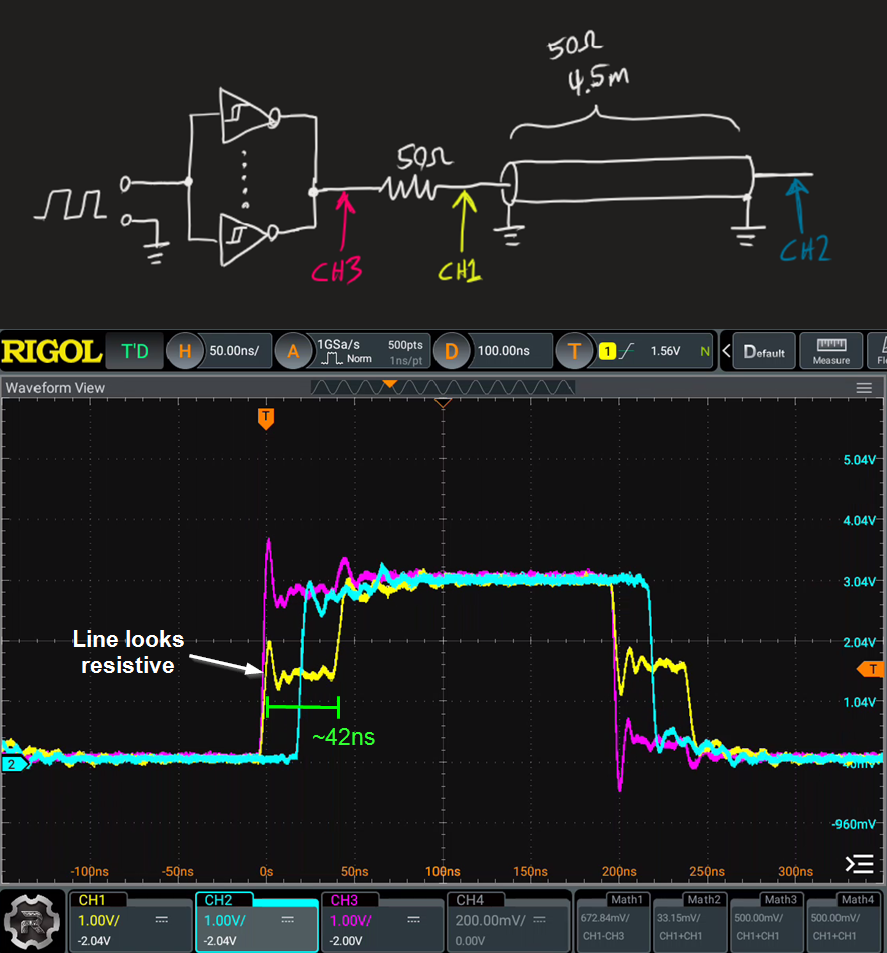 50Ω
4.5m
50Ω
CH3
CH1
CH2
RIGOL T'D H 50.00ns/ A 1GSa/s Norm 500pts 1ns/pt D 100.00ns T 1 1.56V N < Default Measure
Waveform View
T
5.04V
4.04V
3.04V
Line looks
resistive
2.04V
T
1.04V
~42ns
2
-960mV
-100ns -50ns 0s 50ns 100ns 150ns 200ns 250ns 300ns
CH1 CH2 CH3 CH4 Math1 Math2 Math3 Math4
1.00V/ 1.00V/ 1.00V/ 200.00mV/ 672.84mV/ 33.15mV/ 500.00mV/ 500.00mV/
-2.04V -2.04V -2.00V 0.00V CH1-CH3 CH1+CH1 CH1+CH1 CH1+CH1